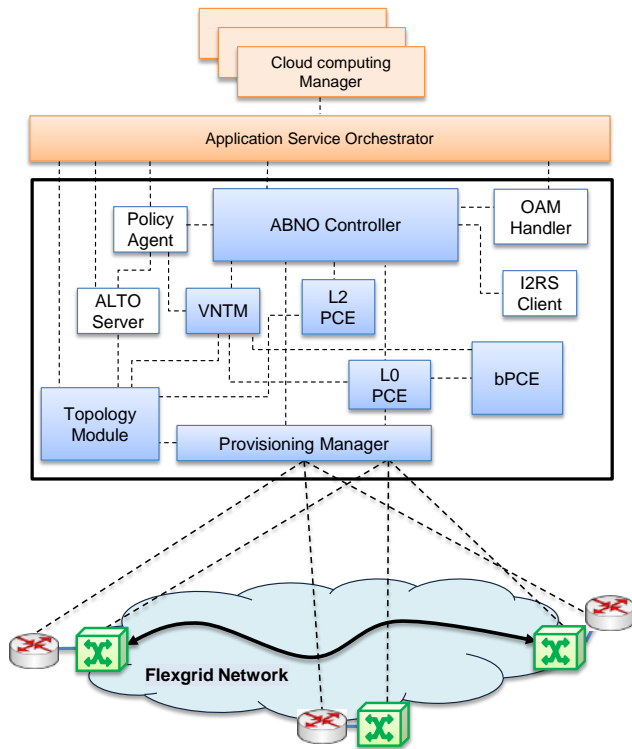 Cloud computing
Manager
Application Service Orchestrator
Policy
Agent
ABNO Controller
OAM
Handler
ALTO
Server
VNTM
L2
PCE
I2RS
Client
L0
PCE
bPCE
Topology
Module
Provisioning Manager
Flexgrid Network